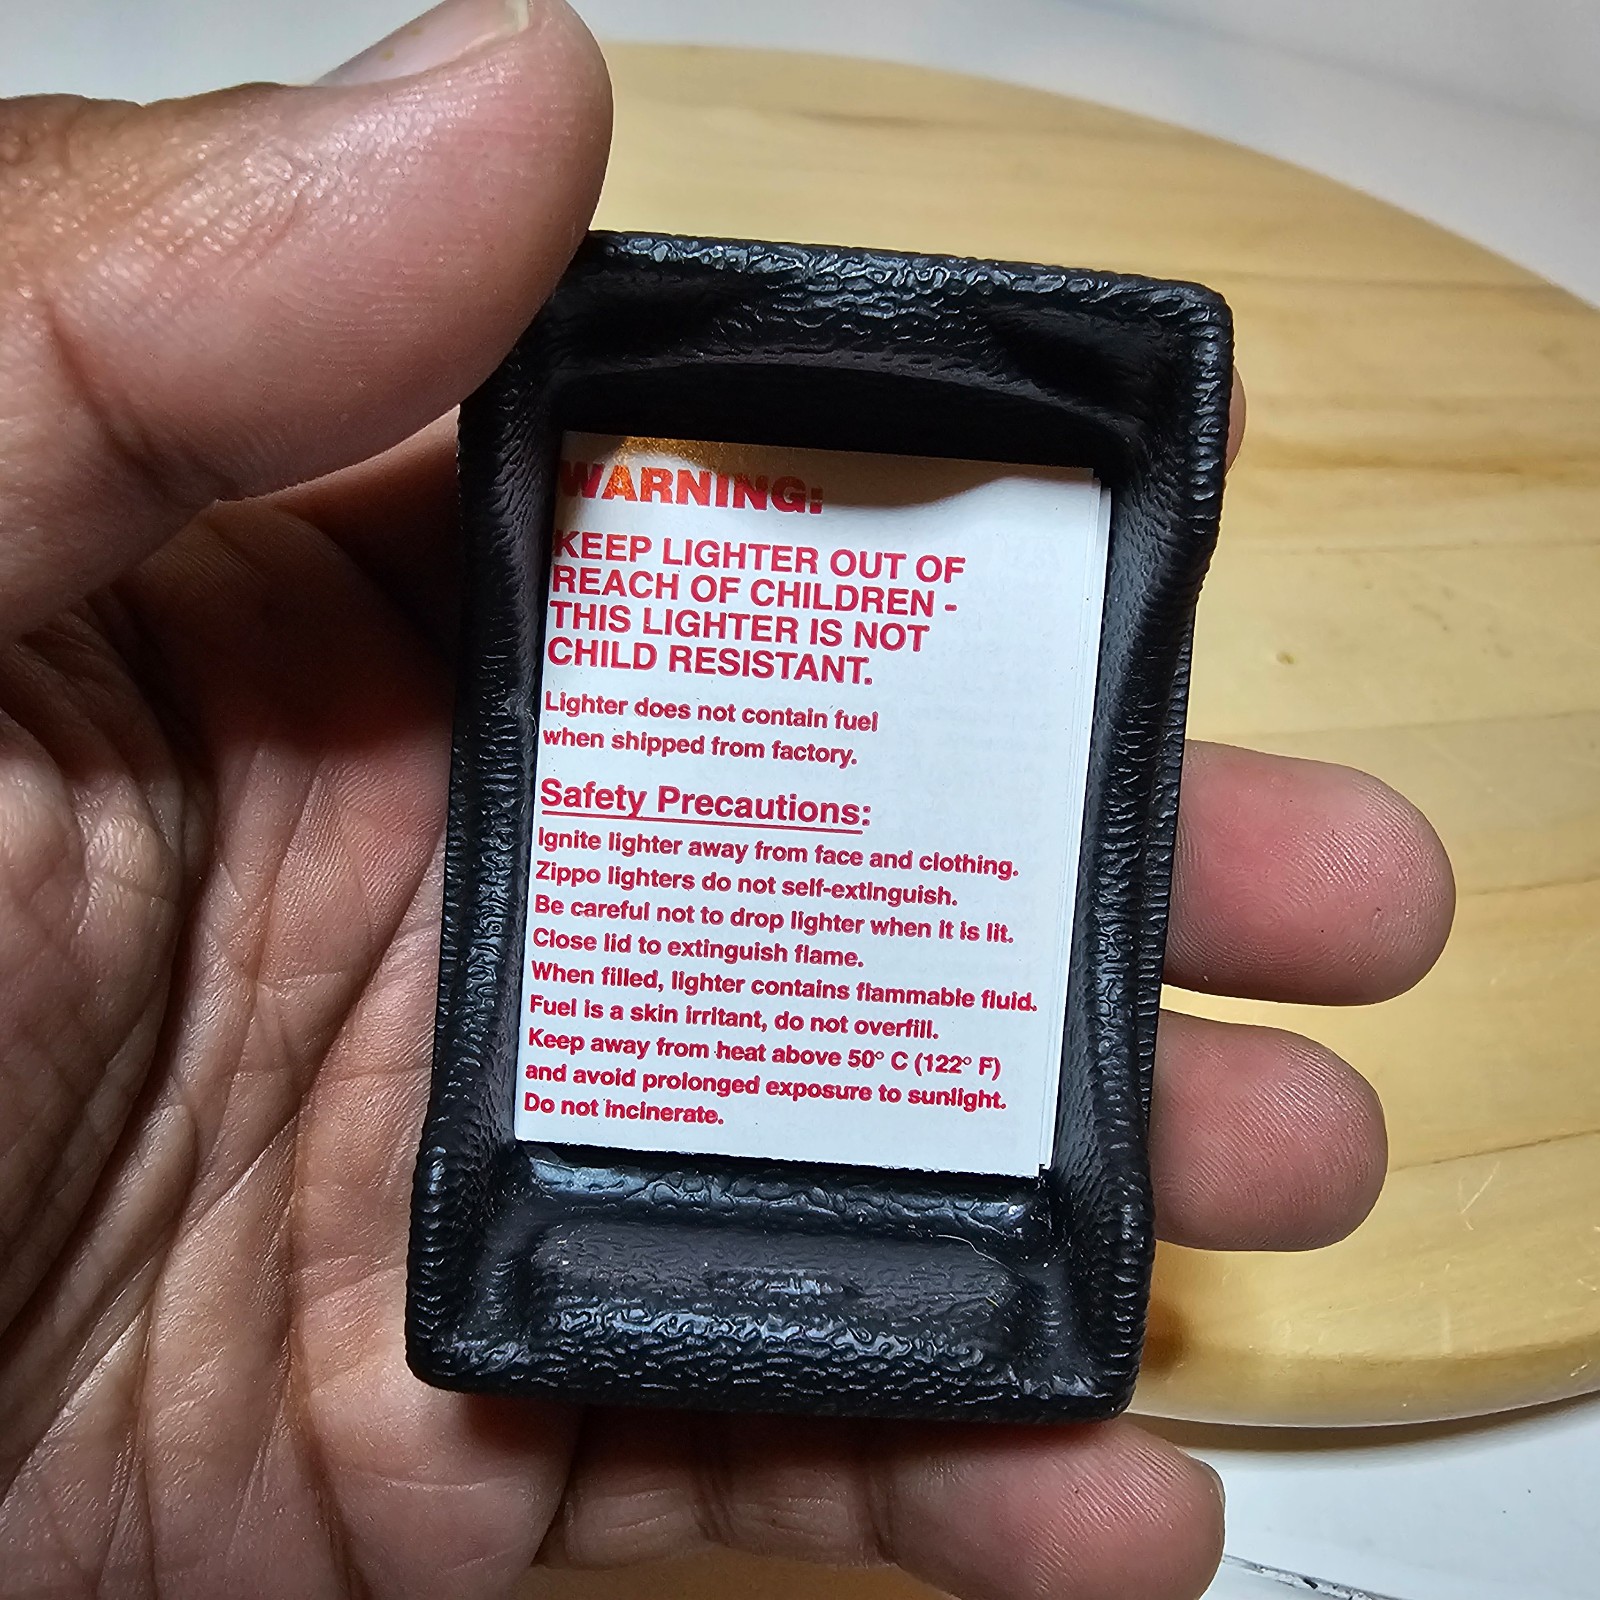 WARNING:
KEEP LIGHTER OUT OF
REACH OF CHILDREN -
THIS LIGHTER IS NOT
CHILD RESISTANT.
Lighter does not contain fuel
when shipped from factory.
Safety Precautions:
Ignite lighter away from face and clothing.
Zippo lighters do not self-extinguish.
Be careful not to drop lighter when it is lit.
Close lid to extinguish flame.
When filled, lighter contains flammable fluid.
Fuel is a skin irritant, do not overfill.
Keep away from heat above 50° C (122° F)
and avoid prolonged exposure to sunlight.
Do not incinerate.